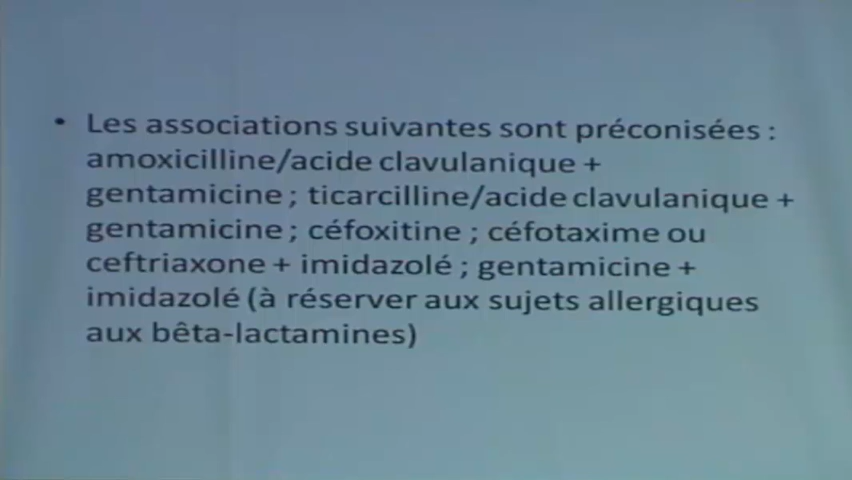 • Les associations suivantes sont préconisées :
amoxicilline/acide clavulanique +
gentamicine ; ticarcilline/acide clavulanique +
gentamicine ; céfoxitine ; céfotaxime ou
ceftriaxone + imidazolé ; gentamicine +
imidazolé (à réserver aux sujets allergiques
aux bêta-lactamines)